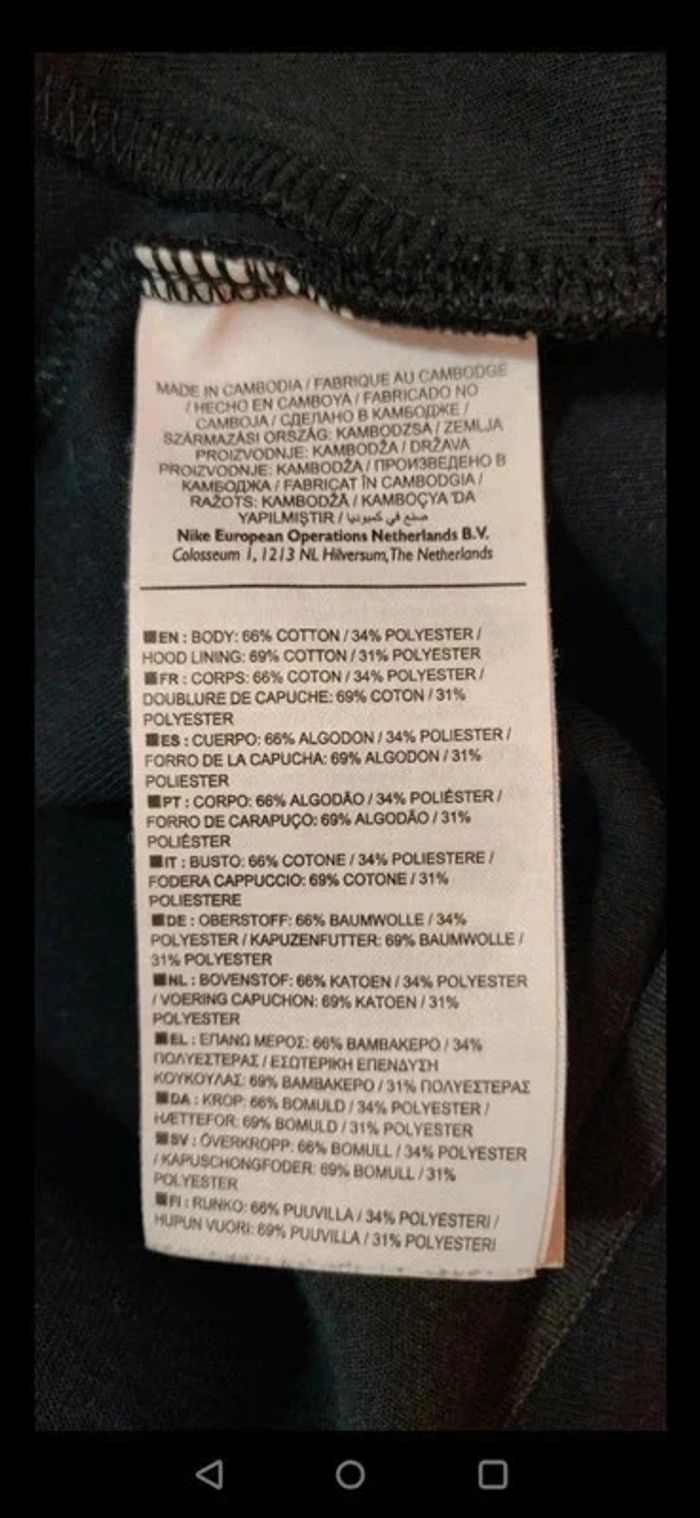 MADE IN CAMBODIA / FABRIQUE AU CAMBODGE
/ HECHO EN CAMBOYA / FABRICADO NO
CAMBOJA / СДЕЛАНО В КАМБОДЖЕ /
SZÁRMAZÁSI ORSZÁG: KAMBODZSA / ZEMLJA
PROIZVODNJE: KAMBODŽA / DRŽAVA
PROIZVODNJE: KAMBODŽA / ПРОИЗВЕДЕНО В
КАМБОДЖА / FABRICAT ÎN CAMBODGIA /
RAŽOTS: KAMBODŽĀ / KAMBOÇYA'DA
YAPILMIŞTIR / صنع في كمبوديا
Nike European Operations Netherlands B.V.
Colosseum 1, 1213 NL Hilversum, The Netherlands
EN : BODY: 66% COTTON / 34% POLYESTER /
HOOD LINING: 69% COTTON / 31% POLYESTER
FR : CORPS: 66% COTON / 34% POLYESTER /
DOUBLURE DE CAPUCHE: 69% COTON / 31%
POLYESTER
ES : CUERPO: 66% ALGODON / 34% POLIESTER /
FORRO DE LA CAPUCHA: 69% ALGODON / 31%
POLIESTER
PT : CORPO: 66% ALGODÃO / 34% POLIÉSTER /
FORRO DE CARAPUÇO: 69% ALGODÃO / 31%
POLIÉSTER
IT : BUSTO: 66% COTONE / 34% POLIESTERE /
FODERA CAPPUCCIO: 69% COTONE / 31%
POLIESTERE
DE : OBERSTOFF: 66% BAUMWOLLE / 34%
POLYESTER / KAPUZENFUTTER: 69% BAUMWOLLE /
31% POLYESTER
NL : BOVENSTOF: 66% KATOEN / 34% POLYESTER
/ VOERING CAPUCHON: 69% KATOEN / 31%
POLYESTER
EL : ΕΠΑΝΩ ΜΕΡΟΣ: 66% ΒΑΜΒΑΚΕΡΟ / 34%
ΠΟΛΥΕΣΤΕΡΑΣ / ΕΣΩΤΕΡΙΚΗ ΕΠΕΝΔΥΣΗ
ΚΟΥΚΟΥΛΑΣ: 69% ΒΑΜΒΑΚΕΡΟ / 31% ΠΟΛΥΕΣΤΕΡΑΣ
DA : KROP: 66% BOMULD / 34% POLYESTER /
HÆTTEFOR: 69% BOMULD / 31% POLYESTER
SV : ÖVERKROPP: 66% BOMULL / 34% POLYESTER
/ KAPUSCHONGFODER: 69% BOMULL / 31%
POLYESTER
FI : RUNKO: 66% PUUVILLA / 34% POLYESTERI /
HUPUN VUORI: 69% PUUVILLA / 31% POLYESTERI